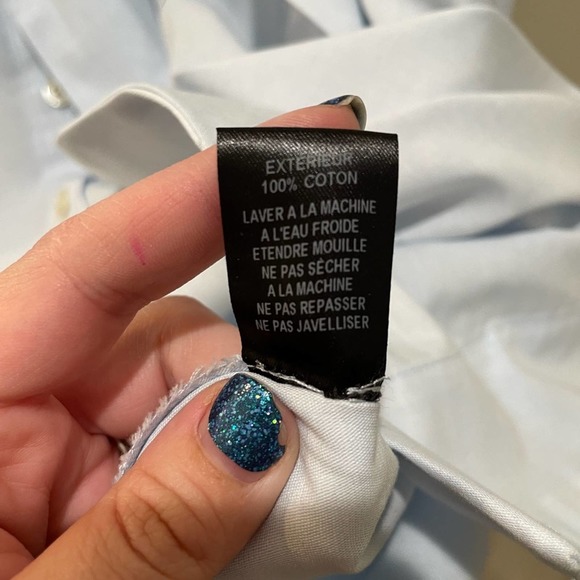 EXTERIEUR
100% COTON
LAVER A LA MACHINE
A L'EAU FROIDE
ETENDRE MOUILLE
NE PAS SÈCHER
A LA MACHINE
NE PAS REPASSER
NE PAS JAVELLISER